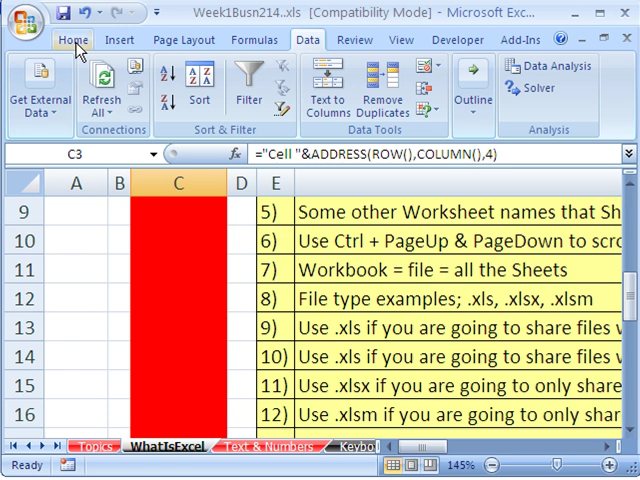 Week1Busn214..xls [Compatibility Mode] - Microsoft Exc...
Home Insert Page Layout Formulas Data Review View Developer Add-Ins
Get External Data
Refresh All
Connections
Sort
Filter
Sort & Filter
Text to Columns
Remove Duplicates
Data Tools
Outline
Data Analysis
Solver
Analysis
C3 fx ="Cell "&ADDRESS(ROW(),COLUMN(),4)
A B C D E
9 5) Some other Worksheet names that Sh
10 6) Use Ctrl + PageUp & PageDown to scro
11 7) Workbook = file = all the Sheets
12 8) File type examples; .xls, .xlsx, .xlsm
13 9) Use .xls if you are going to share files w
14 10) Use .xls if you are going to share files w
15 11) Use .xlsx if you are going to only share
16 12) Use .xlsm if you are going to only shar
Topics WhatIsExcel Text & Numbers Keybo
Ready 145%